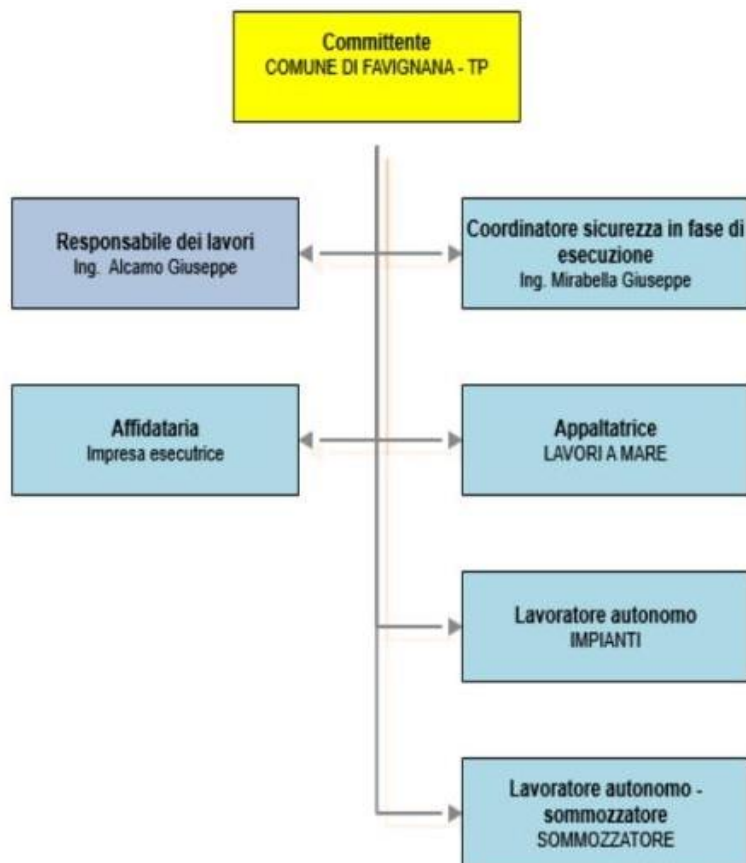 Committente
COMUNE DI FAVIGNANA - TP
Responsabile dei lavori
Ing. Alcamo Giuseppe
Coordinatore sicurezza in fase di
esecuzione
Ing. Mirabella Giuseppe
Affidataria
Impresa esecutrice
Appaltatrice
LAVORI A MARE
Lavoratore autonomo
IMPIANTI
Lavoratore autonomo -
sommozzatore
SOMMOZZATORE